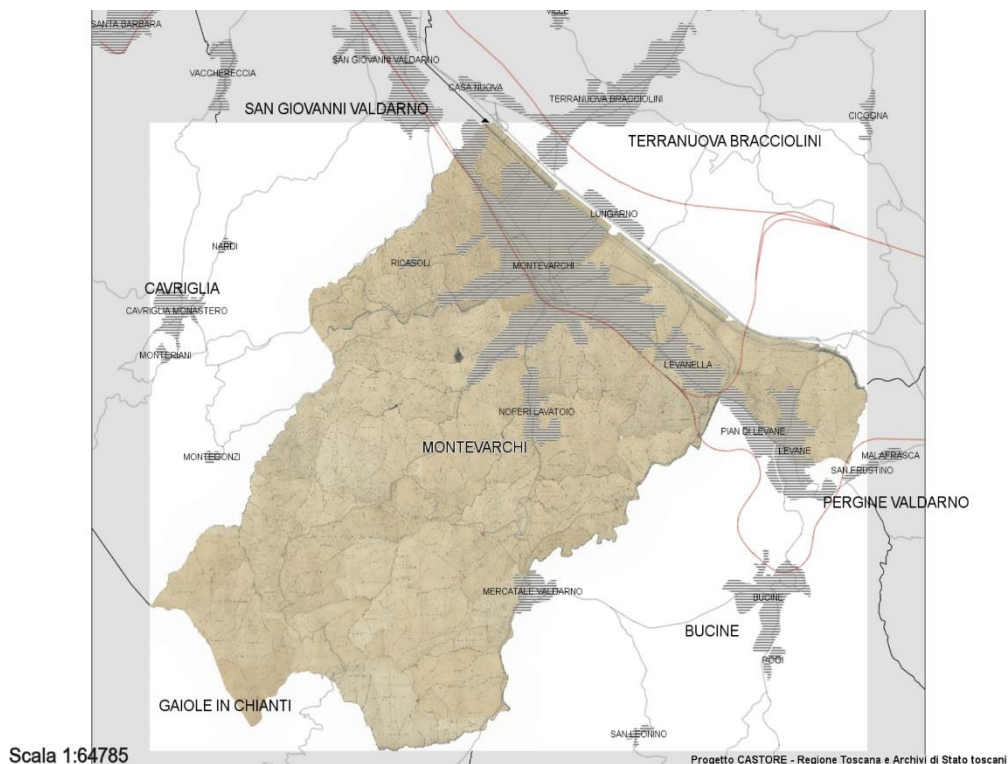 SANTA BARBARA
VILLE
SAN GIOVANNI VALDARNO
VACCHERECCIA
CASA NUOVA
TERRANUOVA BRACCIOLINI
SAN GIOVANNI VALDARNO
CICOGNA
TERRANUOVA BRACCIOLINI
LUNGARNO
NARDI
RICASOLI
MONTEVARCHI
CAVRIGLIA
CAVRIGLIA MONASTERO
MONTERIANI
LEVANELLA
NOFERI LAVATOIO
PIAN DI LEVANE
MONTEVARCHI
LEVANE
MONTEGONZI
MALAFRASCA
SAN FRUSTINO
PERGINE VALDARNO
MERCATALE VALDARNO
BUCINE
BUCINE
POGI
GAIOLE IN CHIANTI
SAN LEONINO
Scala 1:64785
Progetto CASTORE - Regione Toscana e Archivi di Stato toscani